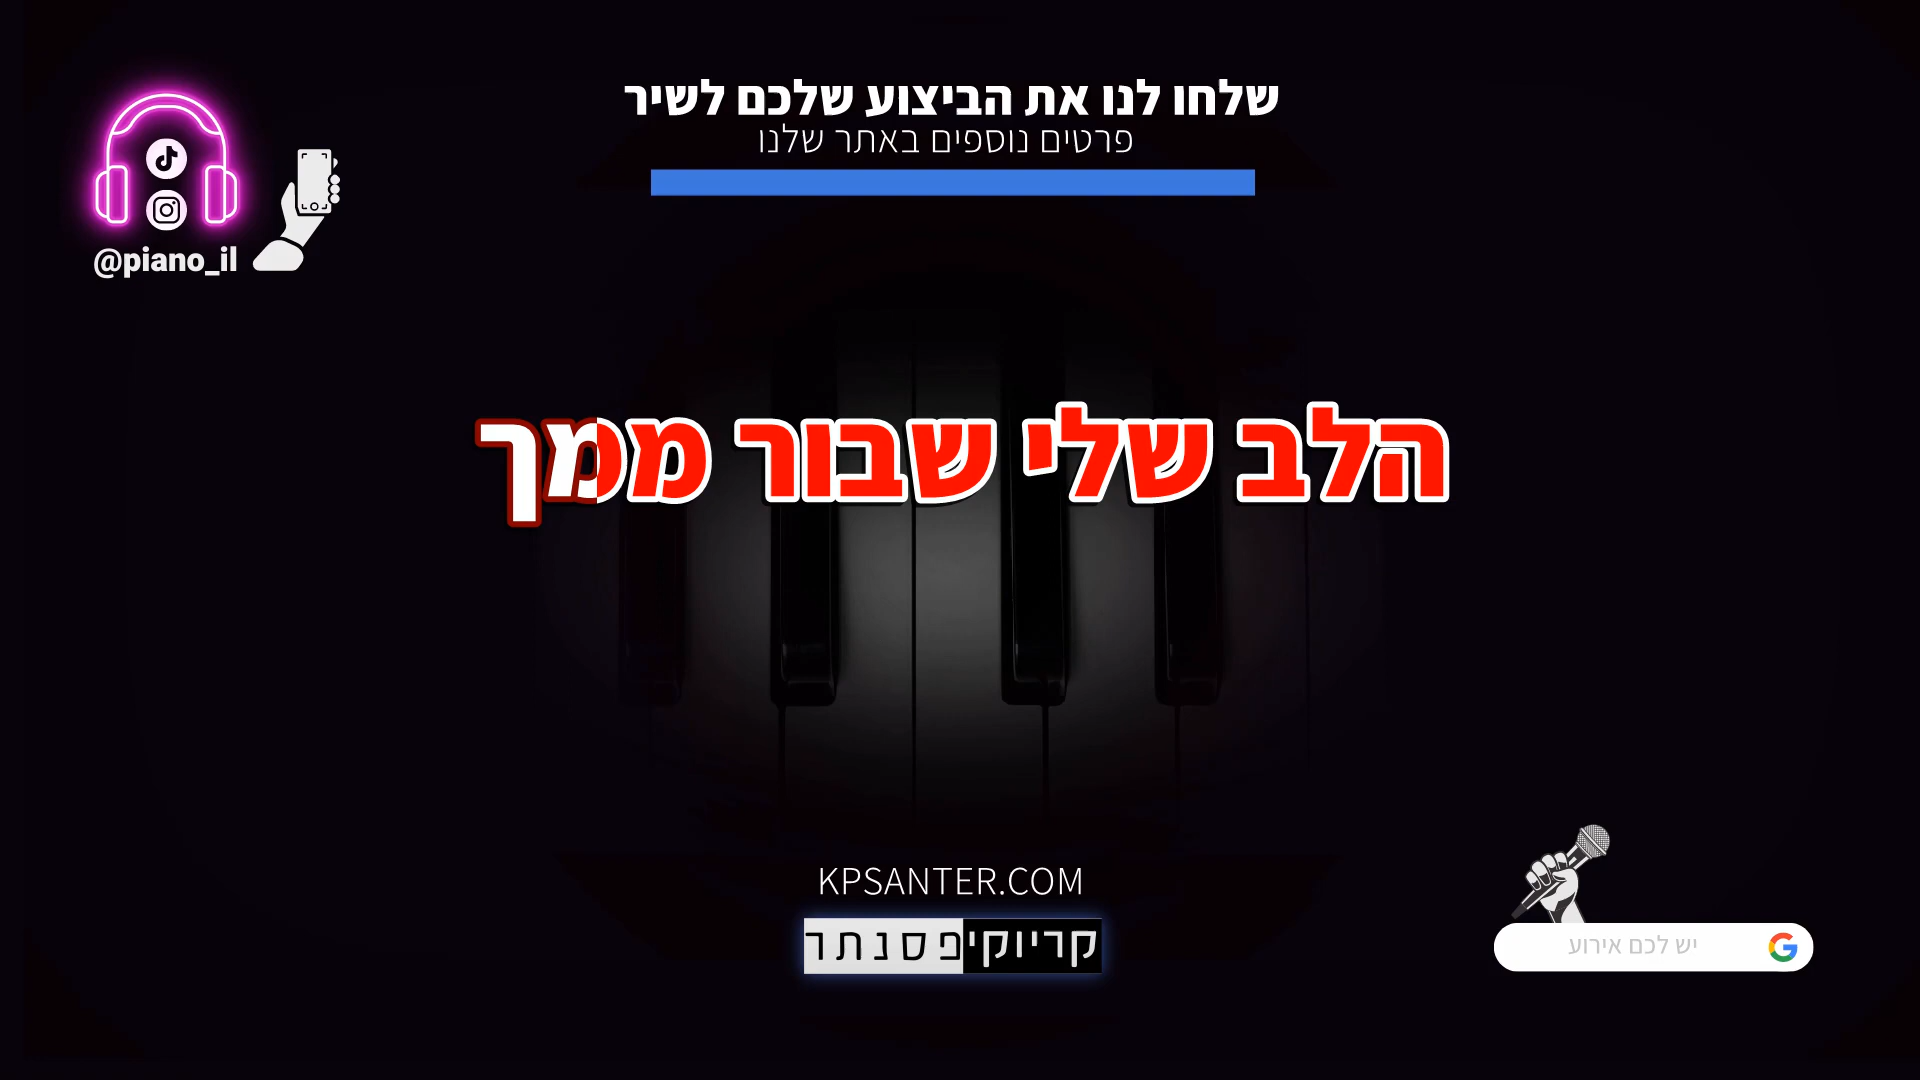 שלחו לנו את הביצוע שלכם לשיר
פרטים נוספים באתר שלנו
@piano_il
הלב שלי שבור ממך
KPSANTER.COM
קריוקיפסנתר
יש לכם אירוע